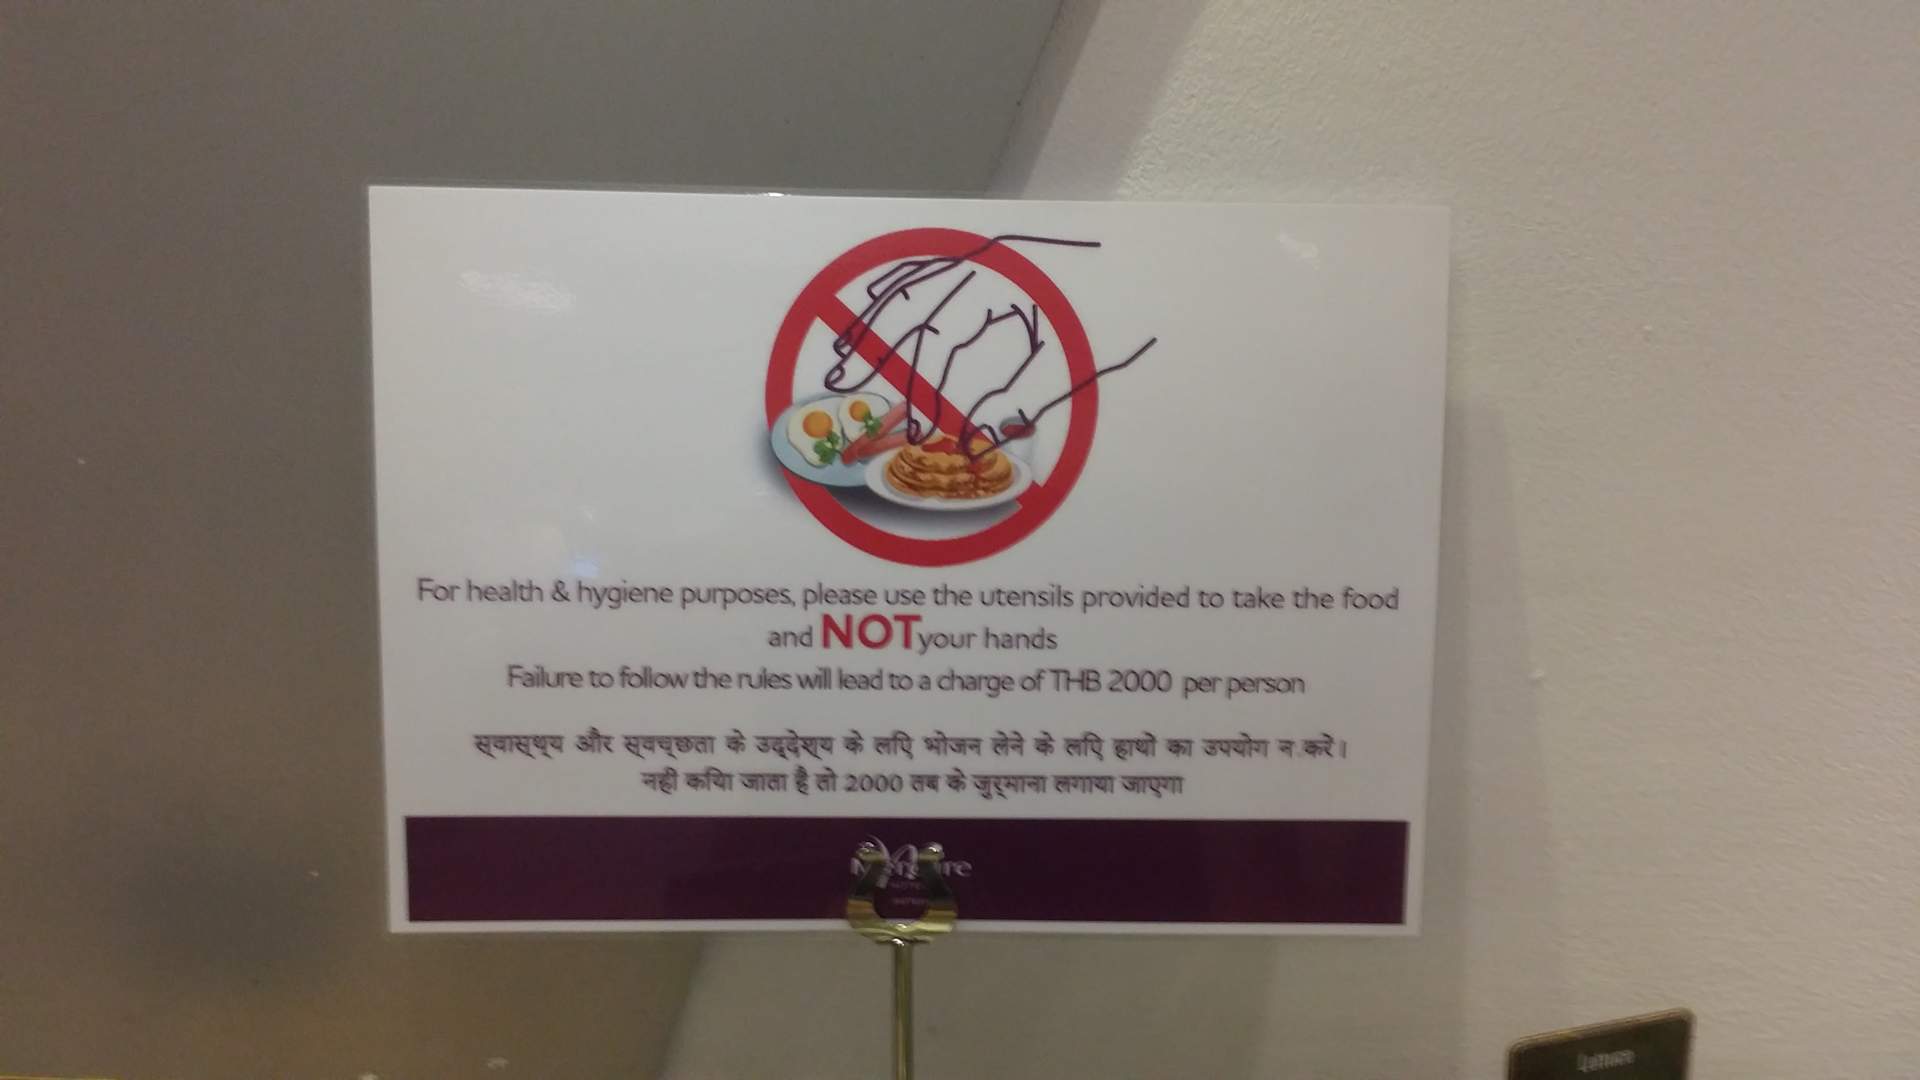 For health & hygiene purposes, please use the utensils provided to take the food
and NOT your hands
Failure to follow the rules will lead to a charge of THB 2000 per person
स्वास्थ्य और स्वच्छता के उद्देश्य के लिए भोजन लेने के लिए हाथो का उपयोग न करें।
नही किया जाता है तो 2000 तब के जुर्माना लगाया जाएगा
Lemon